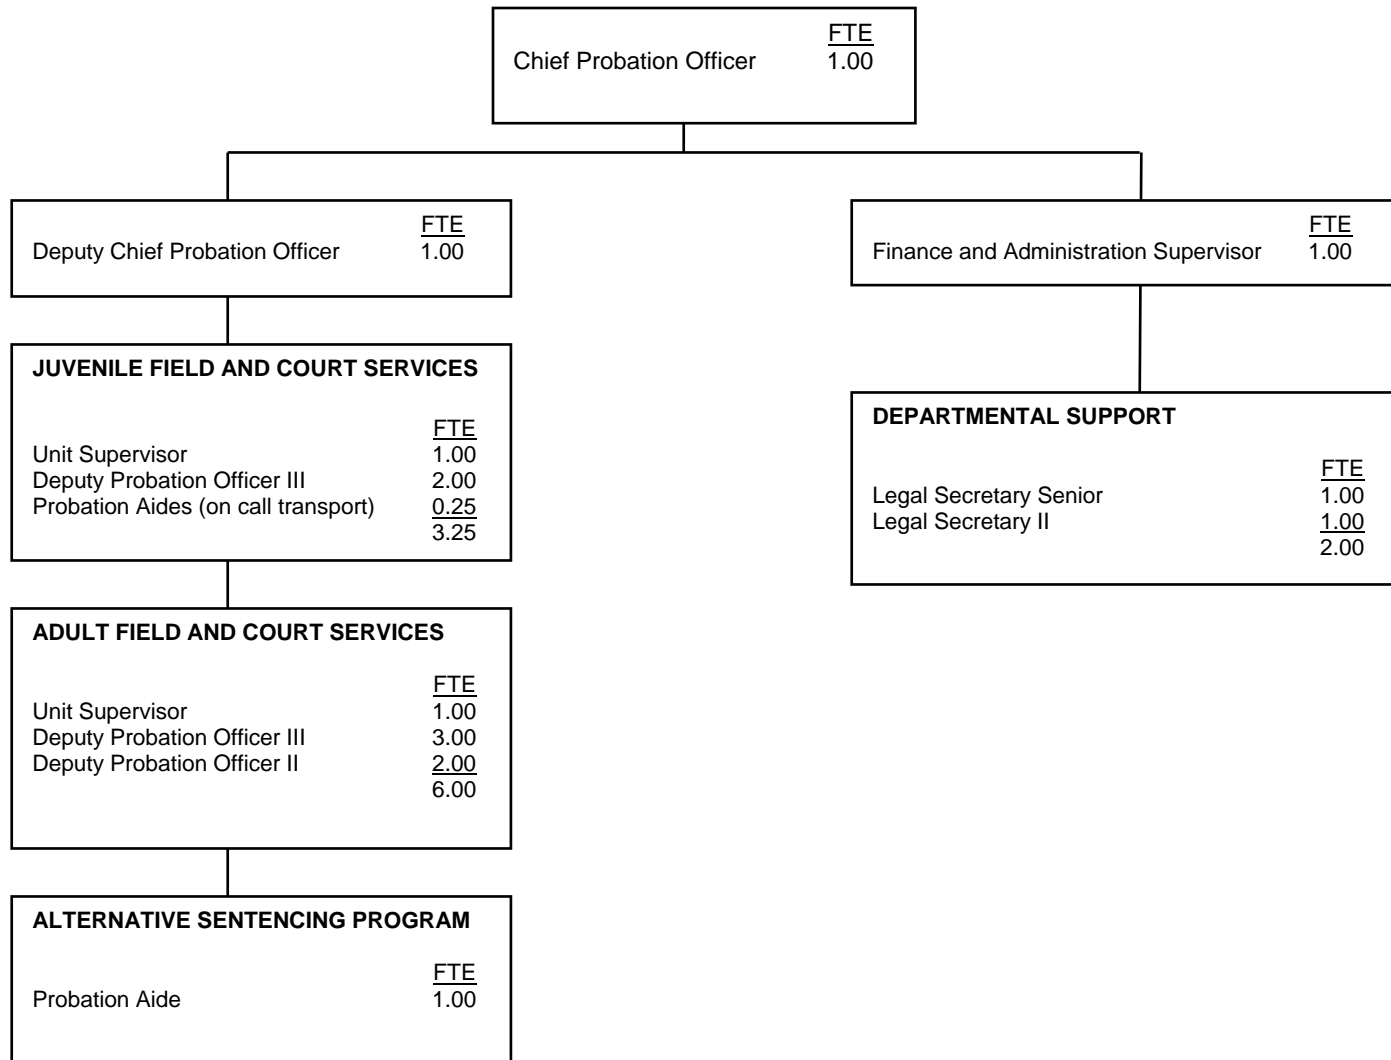 FTE
Chief Probation Officer 1.00
FTE
Deputy Chief Probation Officer 1.00
FTE
Finance and Administration Supervisor 1.00
JUVENILE FIELD AND COURT SERVICES
FTE
Unit Supervisor 1.00
Deputy Probation Officer III 2.00
Probation Aides (on call transport) 0.25
3.25
DEPARTMENTAL SUPPORT
FTE
Legal Secretary Senior 1.00
Legal Secretary II 1.00
2.00
ADULT FIELD AND COURT SERVICES
FTE
Unit Supervisor 1.00
Deputy Probation Officer III 3.00
Deputy Probation Officer II 2.00
6.00
ALTERNATIVE SENTENCING PROGRAM
FTE
Probation Aide 1.00